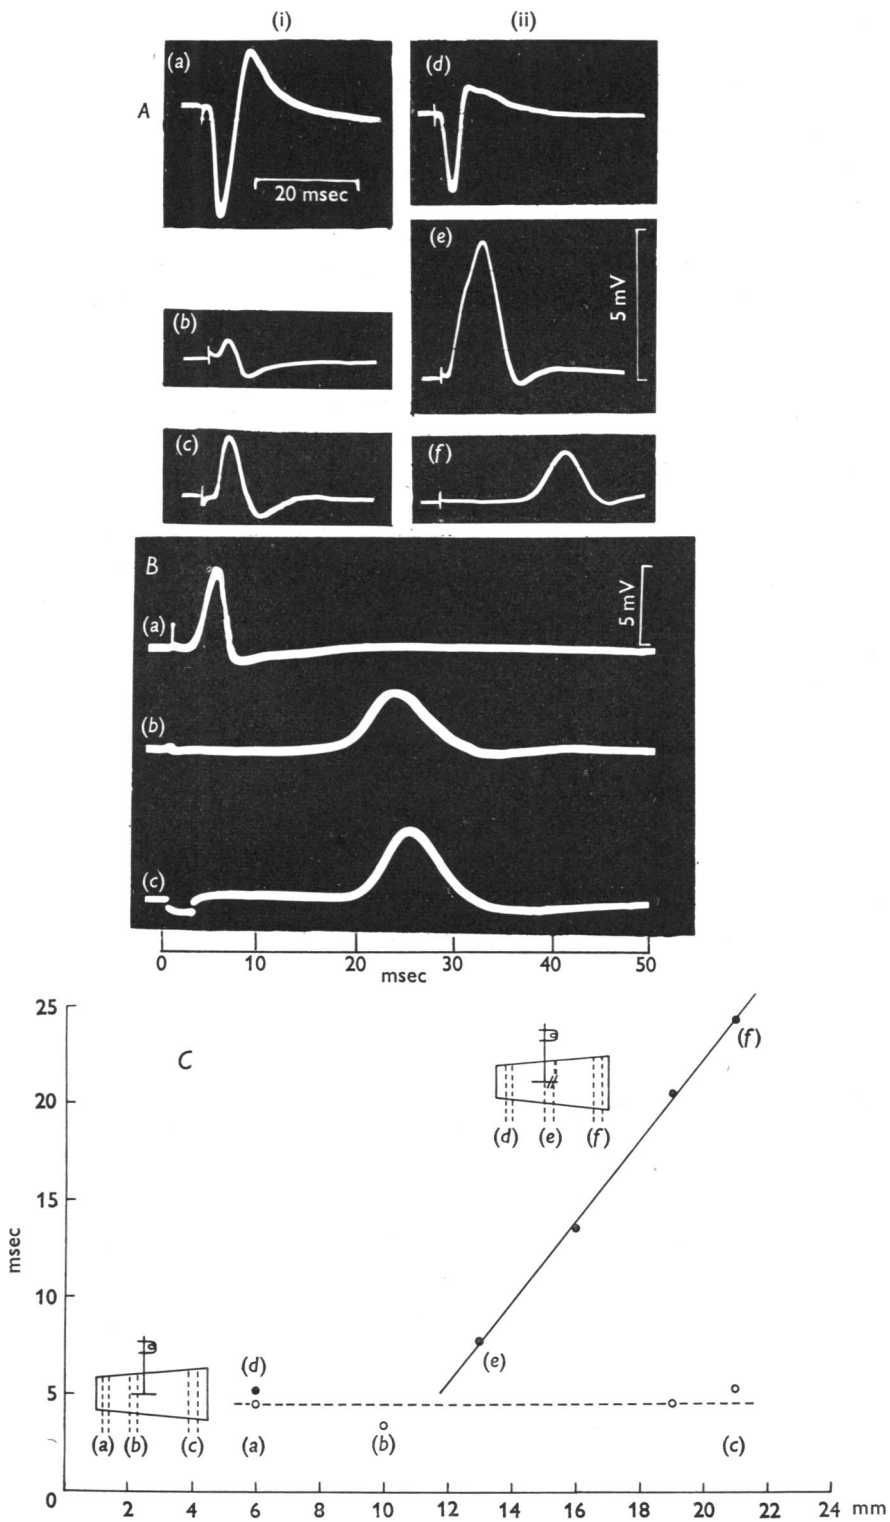 (i) (ii)
(a) (d)
A
20 msec
(e)
5 mV
(b)
(c) (f)
B
5 mV
(a)
(b)
(c)
0 10 20 30 40 50
msec
25
C
(f)
20
(d) (e) (f)
15
msec
10
(e)
(d)
5
(a) (b) (c) (a) (b) (c)
0
2 4 6 8 10 12 14 16 18 20 22 24 mm